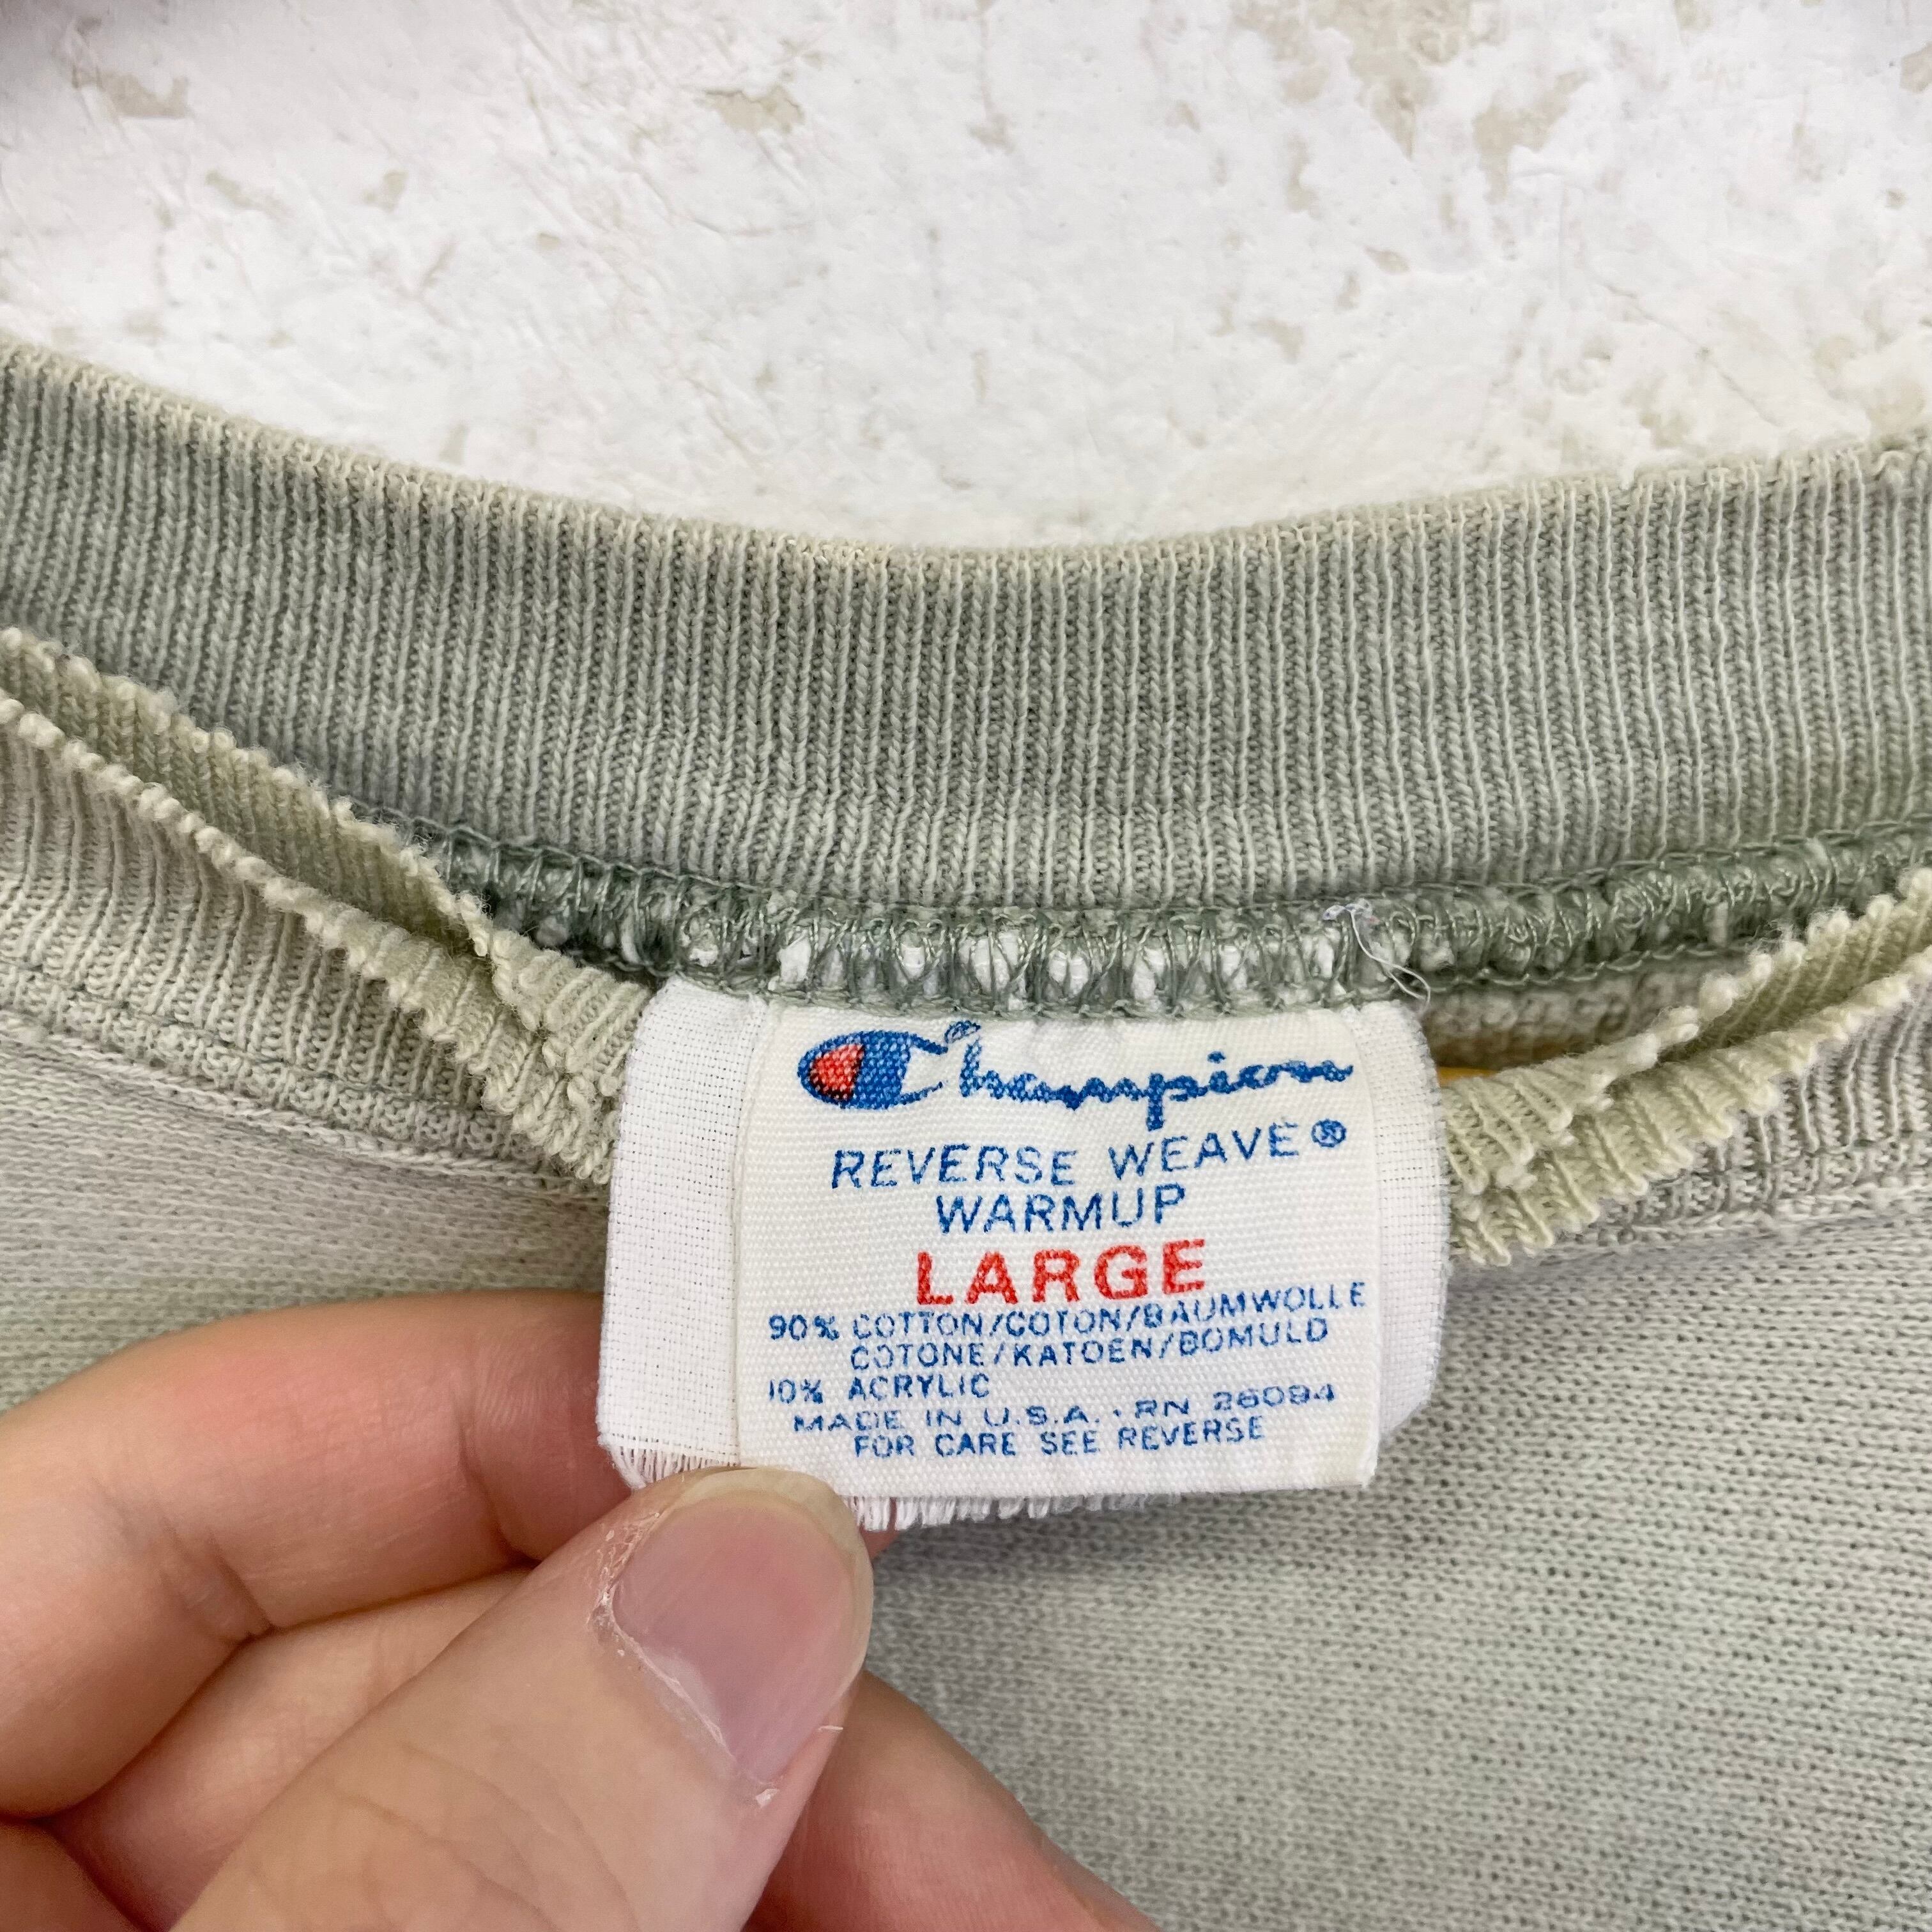 Champion®
REVERSE WEAVE®
WARMUP
LARGE
90% COTTON/COTON/BAUMWOLLE
COTONE/KATOEN/BOMULD
10% ACRYLIC
MADE IN U.S.A. · RN 26094
FOR CARE SEE REVERSE